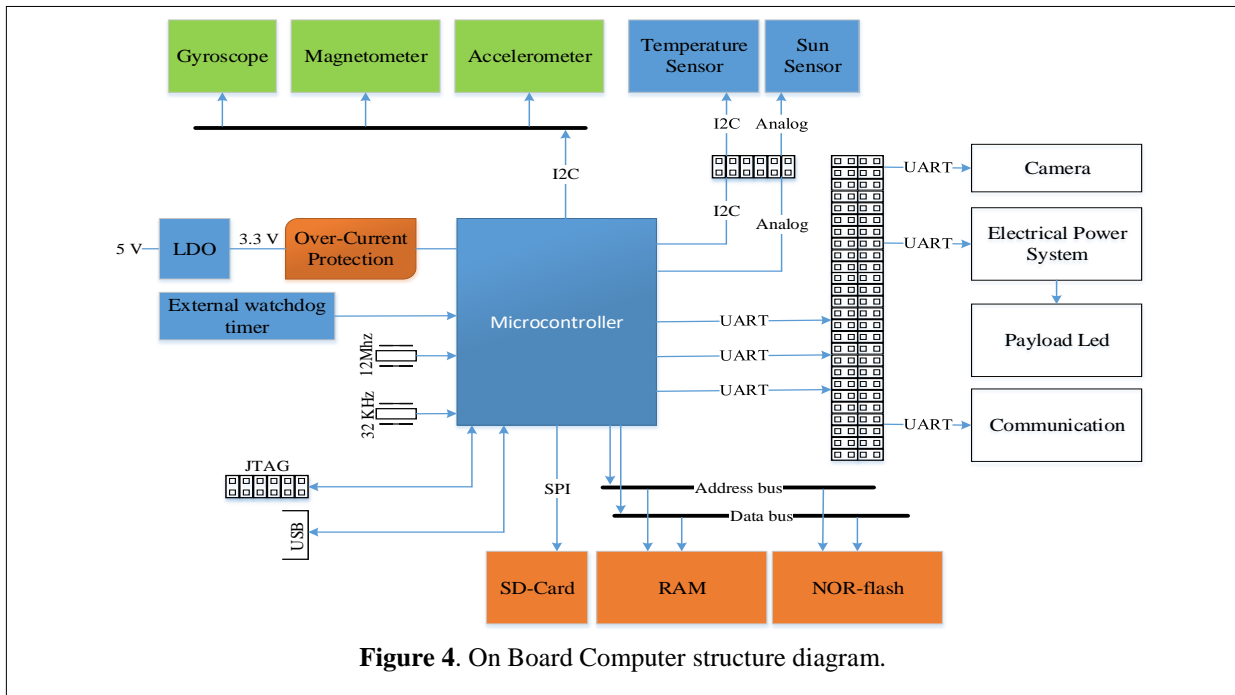 Gyroscope
Magnetometer
Accelerometer
Temperature
Sensor
Sun
Sensor
I2C
Analog
I2C
I2C
Analog
UART
Camera
5 V
LDO
3.3 V
Over-Current
Protection
UART
Electrical Power
System
External watchdog
timer
Microcontroller
UART
Payload Led
12Mhz
UART
32 KHz
UART
UART
Communication
JTAG
SPI
Address bus
USB
Data bus
SD-Card
RAM
NOR-flash
Figure 4. On Board Computer structure diagram.